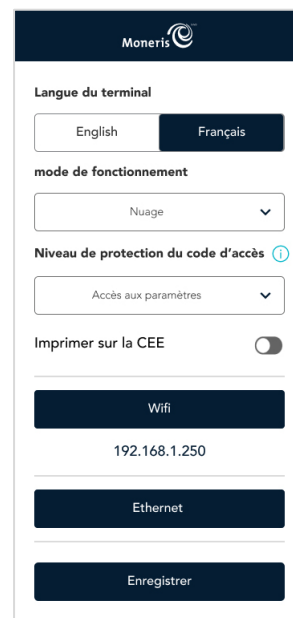 Moneris
Langue du terminal
English
Français
mode de fonctionnement
Nuage
Niveau de protection du code d’accès
Accès aux paramètres
Imprimer sur la CEE
Wifi
192.168.1.250
Ethernet
Enregistrer